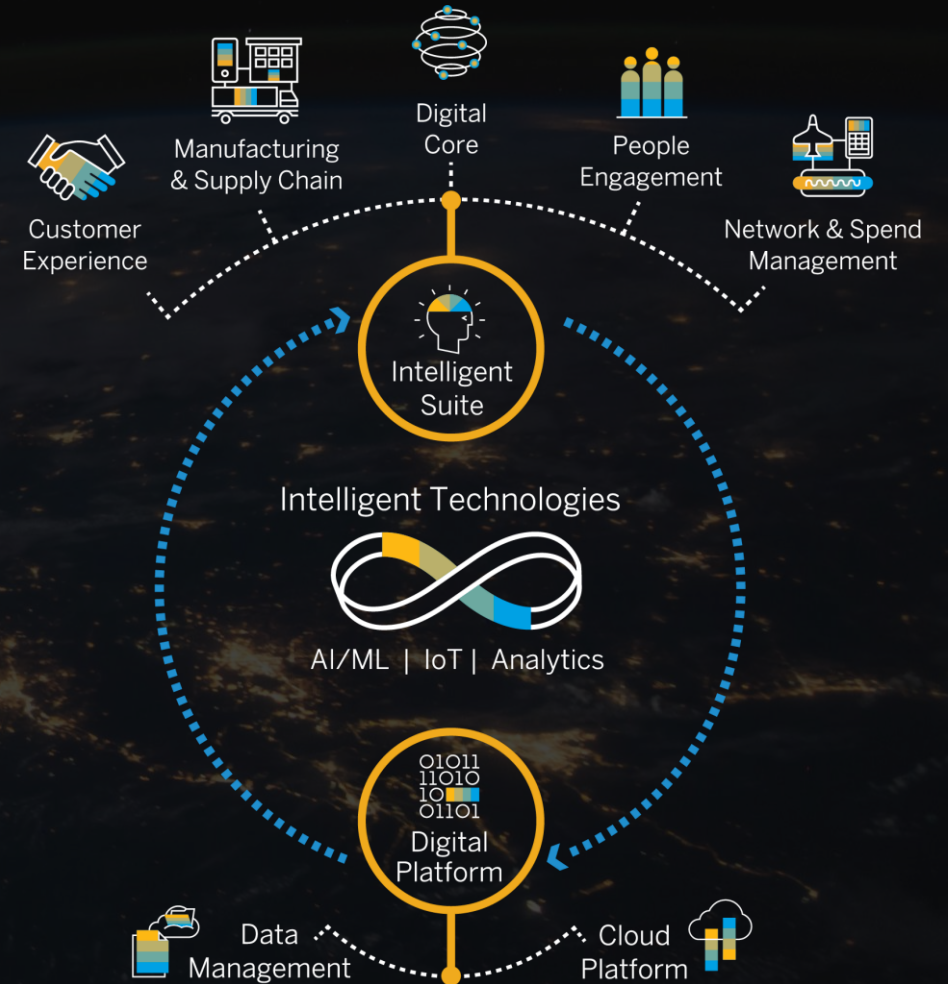 Digital
Core
Manufacturing
& Supply Chain
People
Engagement
Customer
Experience
Network & Spend
Management
Intelligent
Suite
Intelligent Technologies
AI/ML | IoT | Analytics
01011
11010
10
01101
Digital
Platform
Data
Management
Cloud
Platform